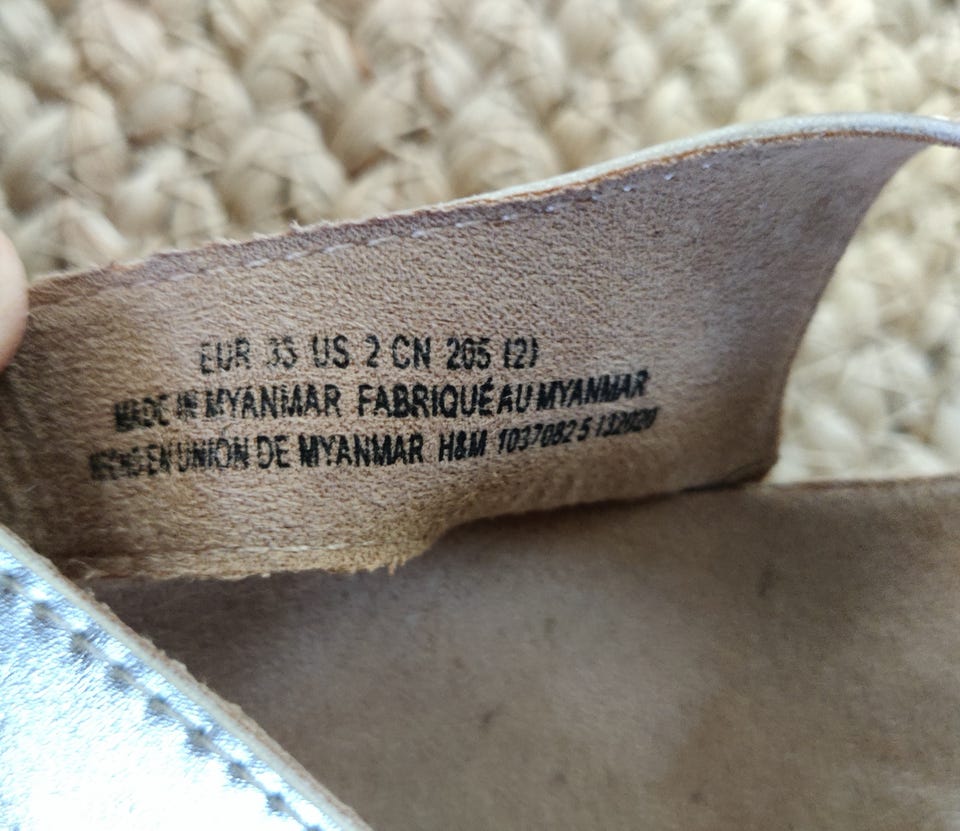 EUR 33 US 2 CN 205 (2)
MADE IN MYANMAR FABRIQUÉ AU MYANMAR
HECHO EN UNION DE MYANMAR H&M 1037082 5 132020